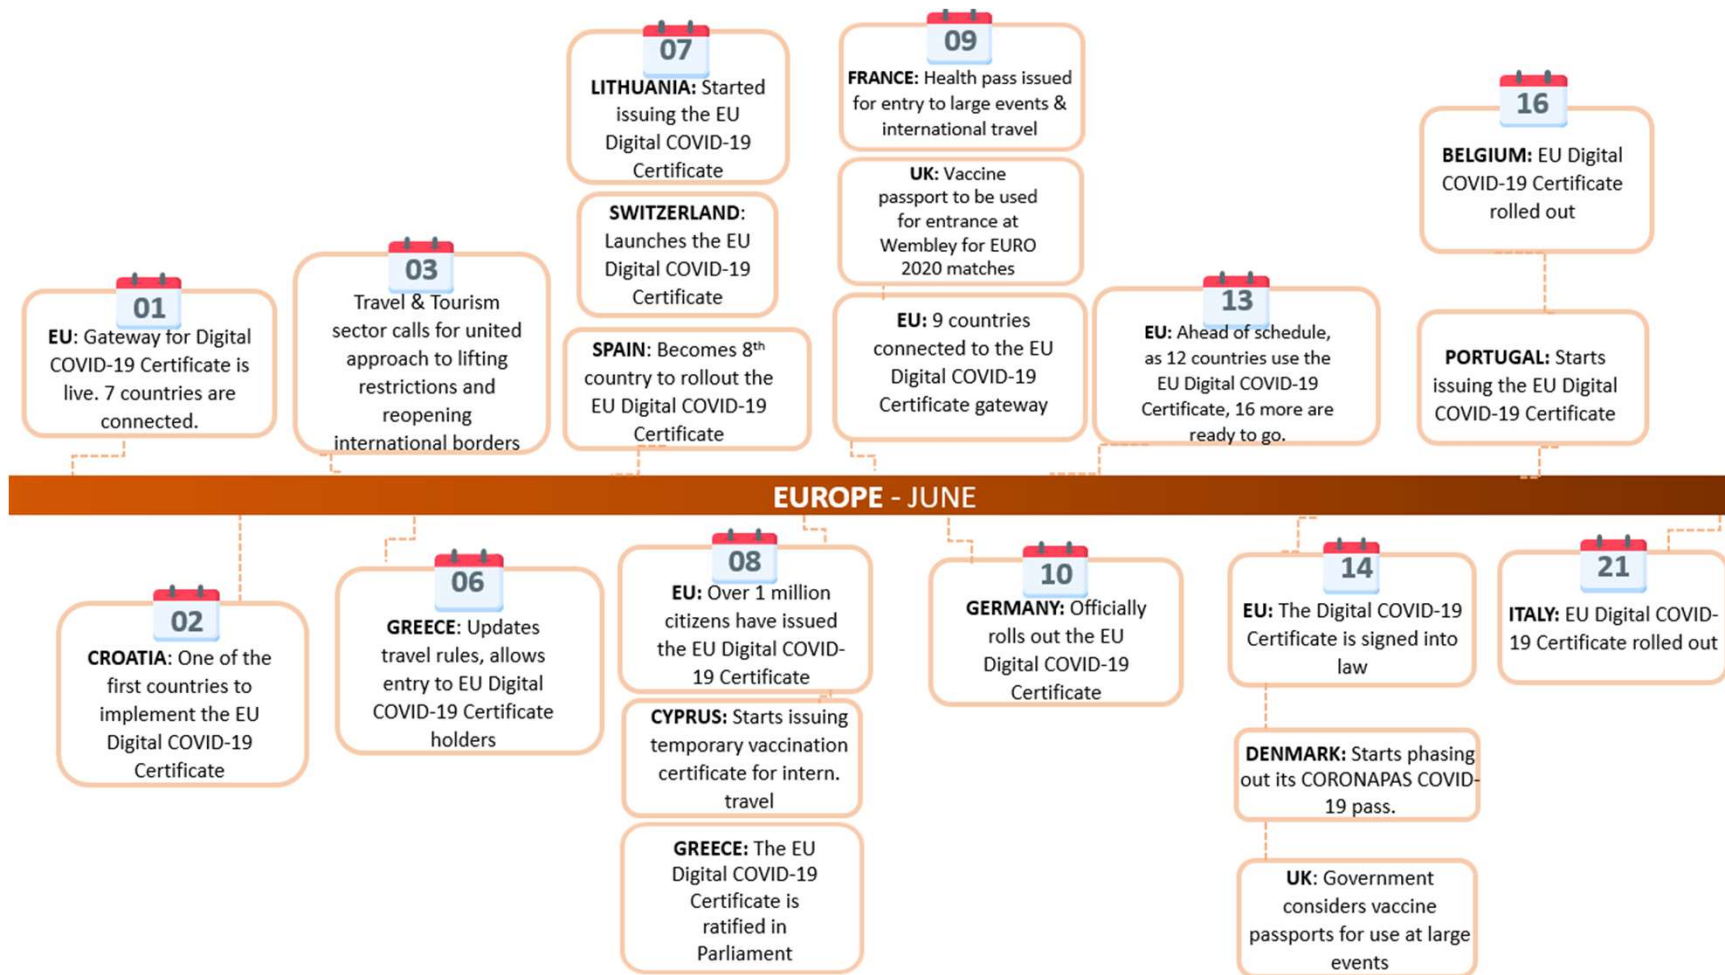 07
LITHUANIA: Started
issuing the EU
Digital COVID-19
Certificate
SWITZERLAND:
Launches the EU
Digital COVID-19
Certificate
SPAIN: Becomes 8th
country to rollout the
EU Digital COVID-19
Certificate
09
FRANCE: Health pass issued
for entry to large events &
international travel
UK: Vaccine
passport to be used
for entrance at
Wembley for EURO
2020 matches
EU: 9 countries
connected to the EU
Digital COVID-19
Certificate gateway
16
BELGIUM: EU Digital
COVID-19 Certificate
rolled out
PORTUGAL: Starts
issuing the EU Digital
COVID-19 Certificate
01
EU: Gateway for Digital
COVID-19 Certificate is
live. 7 countries are
connected.
03
Travel & Tourism
sector calls for united
approach to lifting
restrictions and
reopening
international borders
13
EU: Ahead of schedule,
as 12 countries use the
EU Digital COVID-19
Certificate, 16 more are
ready to go.
EUROPE - JUNE
02
CROATIA: One of the
first countries to
implement the EU
Digital COVID-19
Certificate
06
GREECE: Updates
travel rules, allows
entry to EU Digital
COVID-19 Certificate
holders
08
EU: Over 1 million
citizens have issued
the EU Digital COVID-
19 Certificate
CYPRUS: Starts issuing
temporary vaccination
certificate for intern.
travel
GREECE: The EU
Digital COVID-19
Certificate is
ratified in
Parliament
10
GERMANY: Officially
rolls out the EU
Digital COVID-19
Certificate
14
EU: The Digital COVID-19
Certificate is signed into
law
DENMARK: Starts phasing
out its CORONAPAS COVID-
19 pass.
UK: Government
considers vaccine
passports for use at large
events
21
ITALY: EU Digital COVID-
19 Certificate rolled out